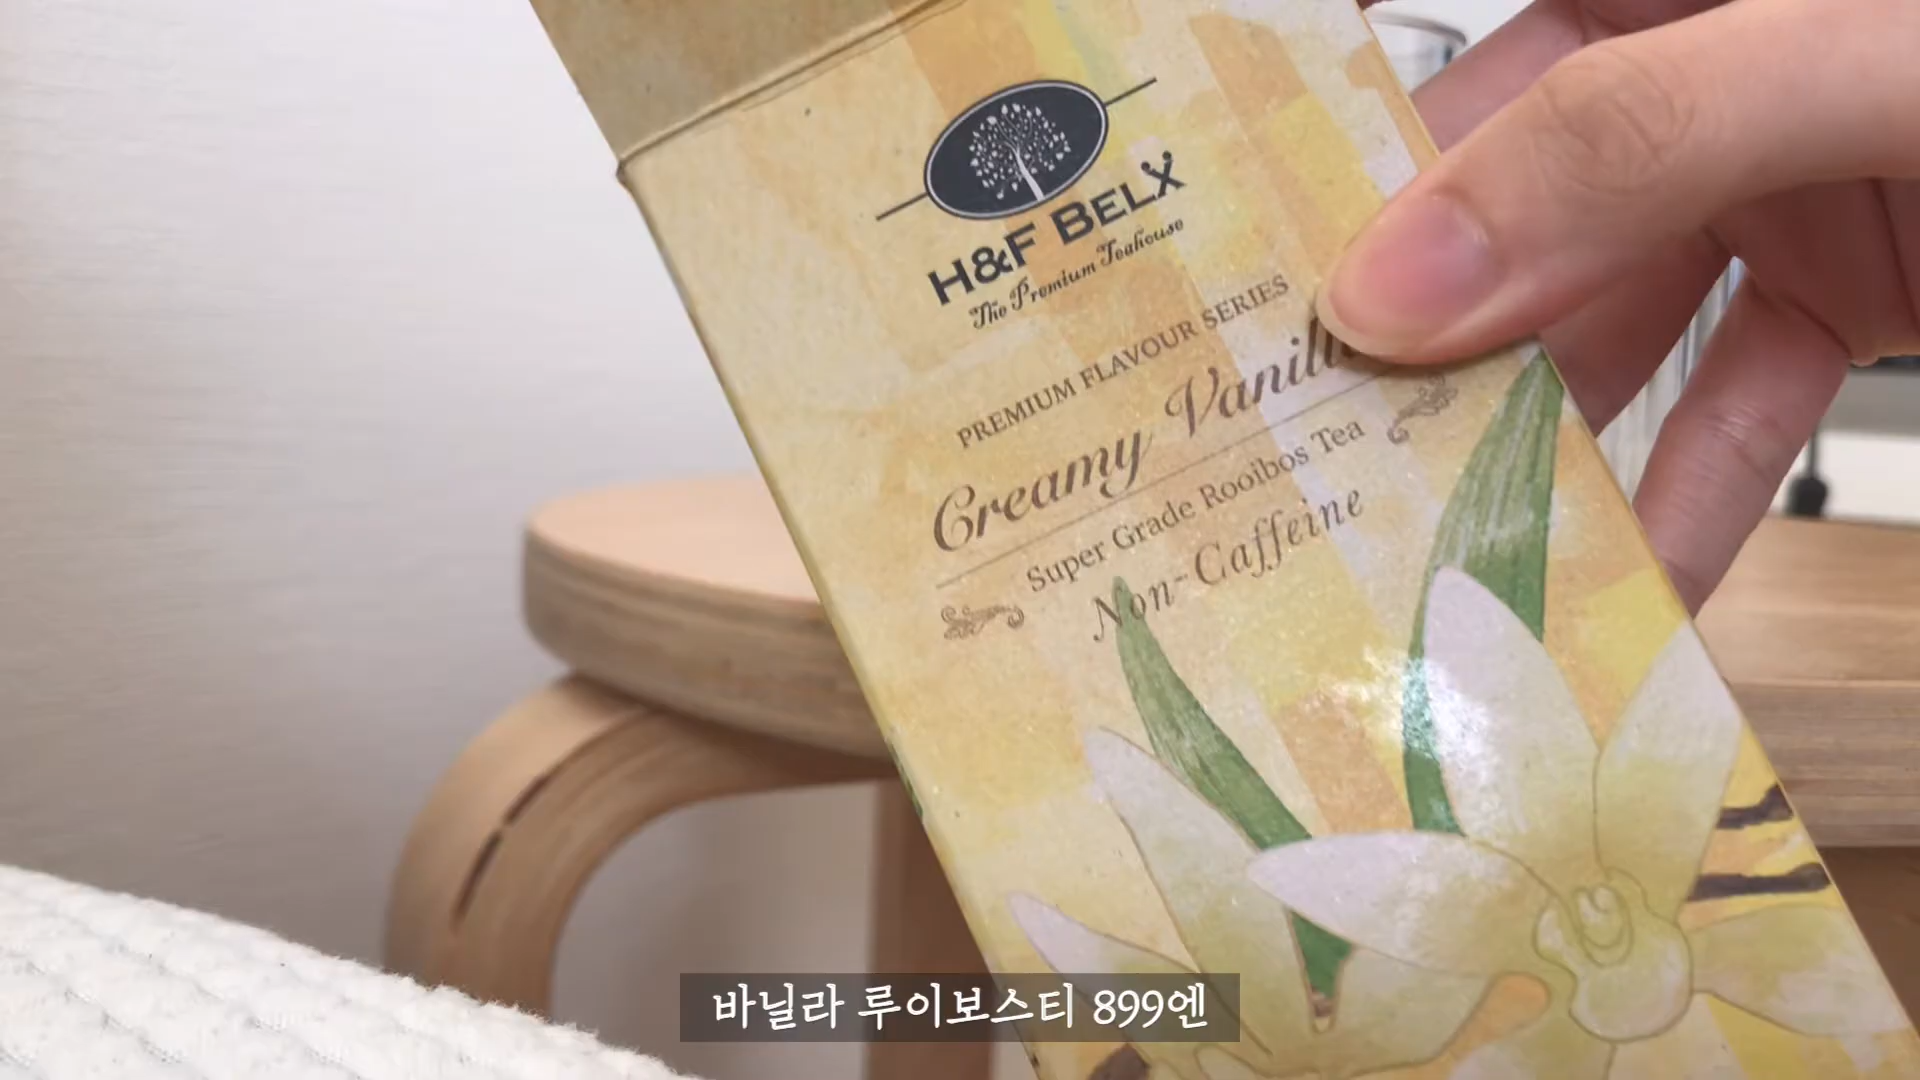 H&F BELX
The Premium Teahouse
PREMIUM FLAVOUR SERIES
Creamy Vanilla
Super Grade Rooibos Tea
Non-Caffeine
바닐라 루이보스티 899엔